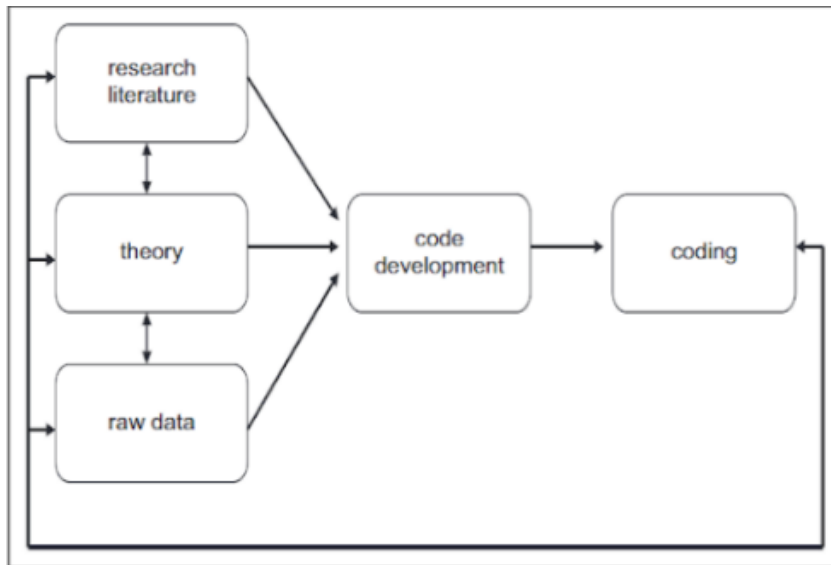 research
literature
theory
code
development
coding
raw data